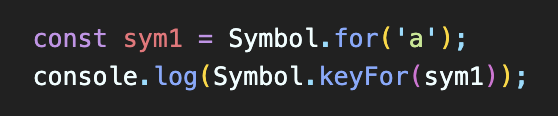 const sym1 = Symbol.for('a');
console.log(Symbol.keyFor(sym1));